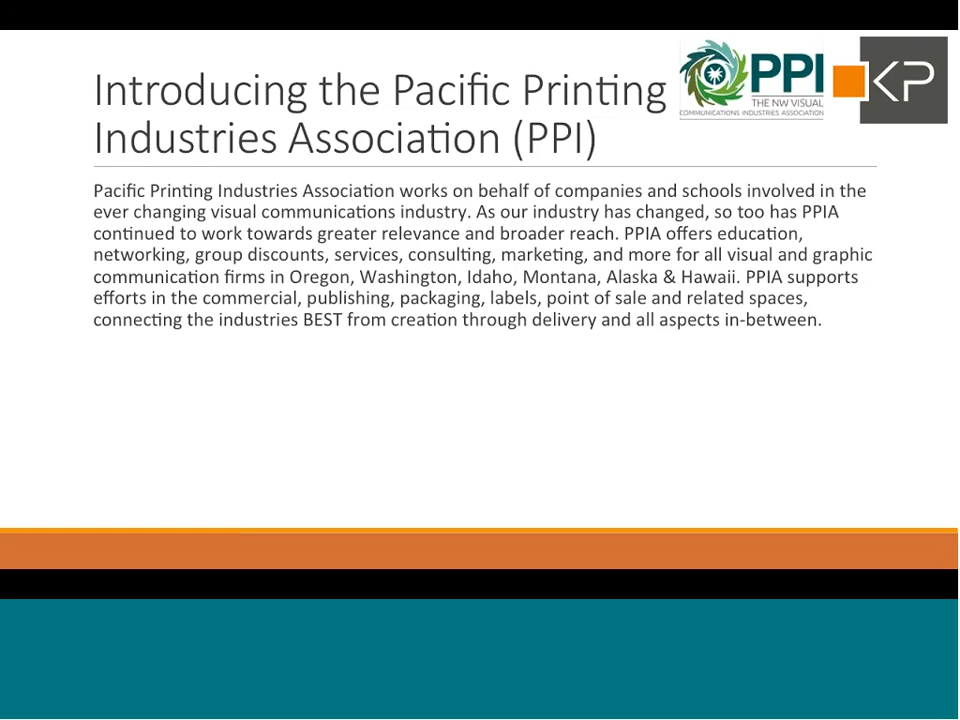 Introducing the Pacific Printing
Industries Association (PPI)
PPI
THE NW VISUAL
COMMUNICATIONS INDUSTRIES ASSOCIATION
KP
Pacific Printing Industries Association works on behalf of companies and schools involved in the
ever changing visual communications industry. As our industry has changed, so too has PPIA
continued to work towards greater relevance and broader reach. PPIA offers education,
networking, group discounts, services, consulting, marketing, and more for all visual and graphic
communication firms in Oregon, Washington, Idaho, Montana, Alaska & Hawaii. PPIA supports
efforts in the commercial, publishing, packaging, labels, point of sale and related spaces,
connecting the industries BEST from creation through delivery and all aspects in-between.